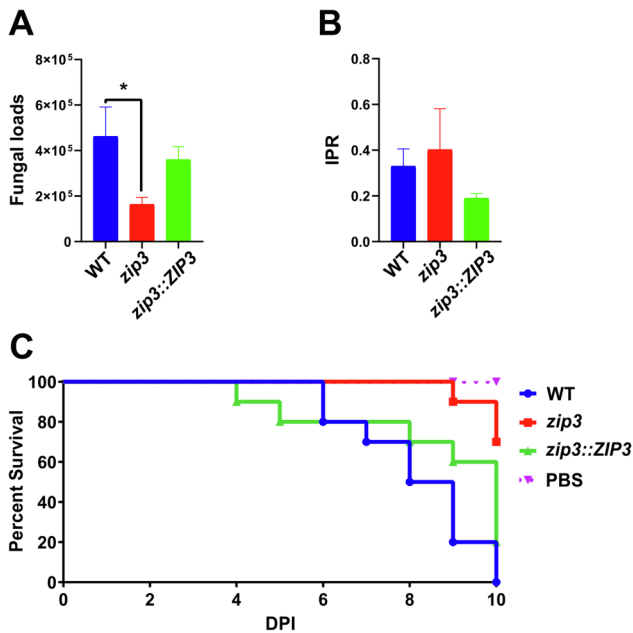 A
Fungal loads
8×10⁵
6×10⁵
4×10⁵
2×10⁵
0
*
WT
zip3
zip3::ZIP3
B
IPR
0.8
0.6
0.4
0.2
0.0
WT
zip3
zip3::ZIP3
C
Percent Survival
100
80
60
40
20
0
0 2 4 6 8 10
DPI
WT
zip3
zip3::ZIP3
PBS